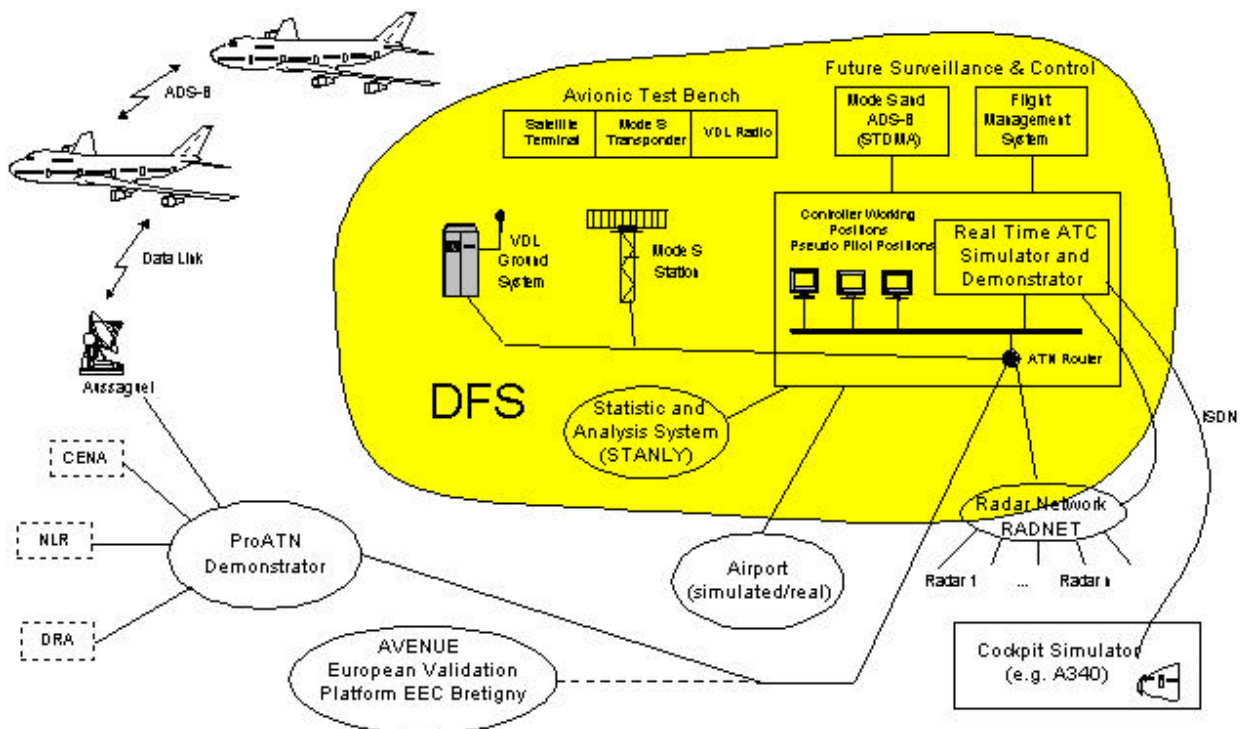 ADS-B
Data Link
Aussaguel
CENA
NLR
DRA
ProATN
Demonstrator
AVENUE
European Validation
Platform EEC Bretigny
Avionic Test Bench
Satellite
Terminal
Mode S
Transponder
VDL Radio
Future Surveillance & Control
Mode S and
ADS-B
(STDMA)
Flight
Management
System
VDL
Ground
System
Mode S
Station
Controller Working
Positions
Pseudo Pilot Positions
Real Time ATC
Simulator and
Demonstrator
ATN Router
DFS
Statistic and
Analysis System
(STANLY)
Airport
(simulated/real)
ISDN
Radar Network
RADNET
Radar 1
...
Radar n
Cockpit Simulator
(e.g. A340)